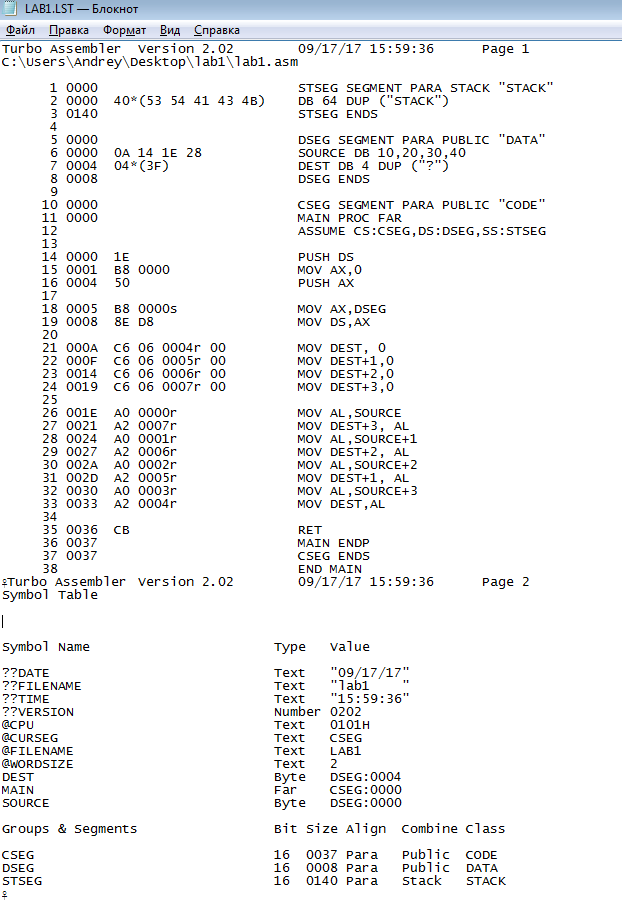 LAB1.LST — Блокнот
Файл Правка Формат Вид Справка
Turbo Assembler  Version 2.02        09/17/17 15:59:36      Page 1
C:\Users\Andrey\Desktop\lab1\lab1.asm
      1 0000                         STSEG SEGMENT PARA STACK "STACK"
      2 0000  40*(53 54 41 43 4B)    DB 64 DUP ("STACK")
      3 0140                         STSEG ENDS
      4
      5 0000                         DSEG SEGMENT PARA PUBLIC "DATA"
      6 0000  0A 14 1E 28            SOURCE DB 10,20,30,40
      7 0004  04*(3F)                DEST DB 4 DUP ("?")
      8 0008                         DSEG ENDS
      9
     10 0000                         CSEG SEGMENT PARA PUBLIC "CODE"
     11 0000                         MAIN PROC FAR
     12                              ASSUME CS:CSEG,DS:DSEG,SS:STSEG
     13
     14 0000  1E                     PUSH DS
     15 0001  B8 0000                MOV AX,0
     16 0004  50                     PUSH AX
     17
     18 0005  B8 0000s               MOV AX,DSEG
     19 0008  8E D8                  MOV DS,AX
     20
     21 000A  C6 06 0004r 00         MOV DEST, 0
     22 000F  C6 06 0005r 00         MOV DEST+1,0
     23 0014  C6 06 0006r 00         MOV DEST+2,0
     24 0019  C6 06 0007r 00         MOV DEST+3,0
     25
     26 001E  A0 0000r               MOV AL,SOURCE
     27 0021  A2 0007r               MOV DEST+3, AL
     28 0024  A0 0001r               MOV AL,SOURCE+1
     29 0027  A2 0006r               MOV DEST+2, AL
     30 002A  A0 0002r               MOV AL,SOURCE+2
     31 002D  A2 0005r               MOV DEST+1, AL
     32 0030  A0 0003r               MOV AL,SOURCE+3
     33 0033  A2 0004r               MOV DEST,AL
     34
     35 0036  CB                     RET
     36 0037                         MAIN ENDP
     37 0037                         CSEG ENDS
     38                              END MAIN
♀Turbo Assembler  Version 2.02        09/17/17 15:59:36      Page 2
Symbol Table
Symbol Name                       Type   Value
??DATE                            Text   "09/17/17"
??FILENAME                        Text   "lab1    "
??TIME                            Text   "15:59:36"
??VERSION                         Number 0202
@CPU                              Text   0101H
@CURSEG                           Text   CSEG
@FILENAME                         Text   LAB1
@WORDSIZE                         Text   2
DEST                              Byte   DSEG:0004
MAIN                              Far    CSEG:0000
SOURCE                            Byte   DSEG:0000
Groups & Segments                 Bit Size Align  Combine Class
CSEG                              16  0037 Para   Public  CODE
DSEG                              16  0008 Para   Public  DATA
STSEG                             16  0140 Para   Stack   STACK
♀